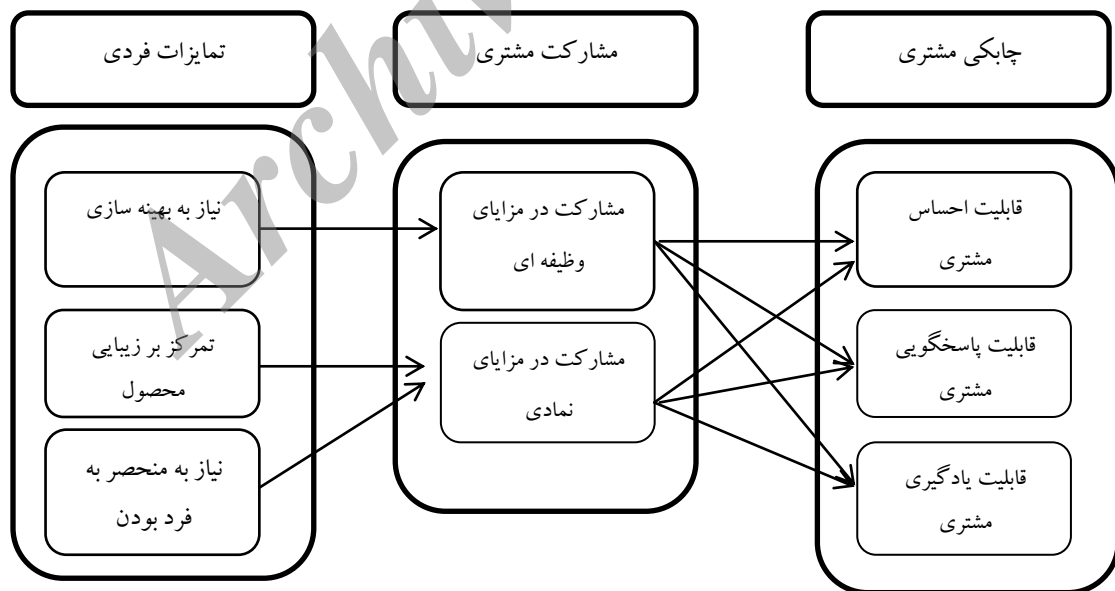 چابکی مشتری
مشارکت مشتری
تمایزات فردی
قابلیت احساس
مشتری
قابلیت پاسخگویی
مشتری
قابلیت یادگیری
مشتری
مشارکت در مزایای
وظیفه ای
مشارکت در مزایای
نمادی
نیاز به بهینه سازی
تمرکز بر زیبایی
محصول
نیاز به منحصر به
فرد بودن
Archiv